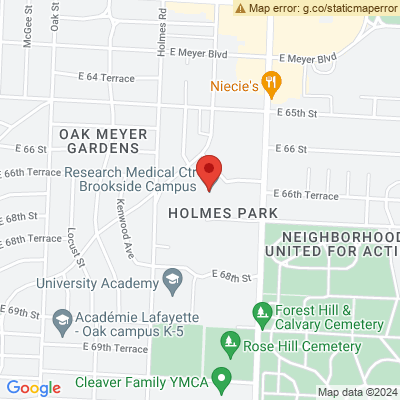 Map error: g.co/staticmaperror
McGee St
Oak St
Holmes Rd
E Meyer Blvd
E Meyer Blvd
E 64 Terrace
Niecie's
E 65th St
OAK MEYER
GARDENS
E 66 St
E 66 St
E 66th Terrace
Research Medical Ctr
Brookside Campus
E 66th Terrace
HOLMES PARK
E 68th St
Kenwood Ave
Locust St
E 68th Terrace
NEIGHBORHOOD
UNITED FOR ACTI
E 68th St
University Academy
Forest Hill &
Calvary Cemetery
E 69th St
Académie Lafayette
- Oak campus K-5
E 69th Terrace
Rose Hill Cemetery
Cleaver Family YMCA
Google
Map data ©2024